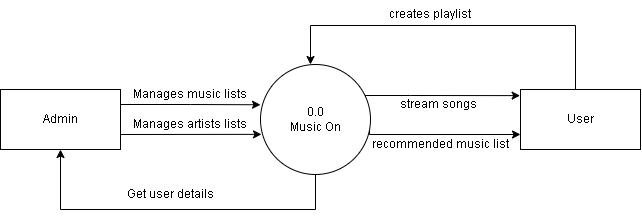 creates playlist
Manages music lists
0.0
Music On
stream songs
Admin
User
Manages artists lists
recommended music list
Get user details